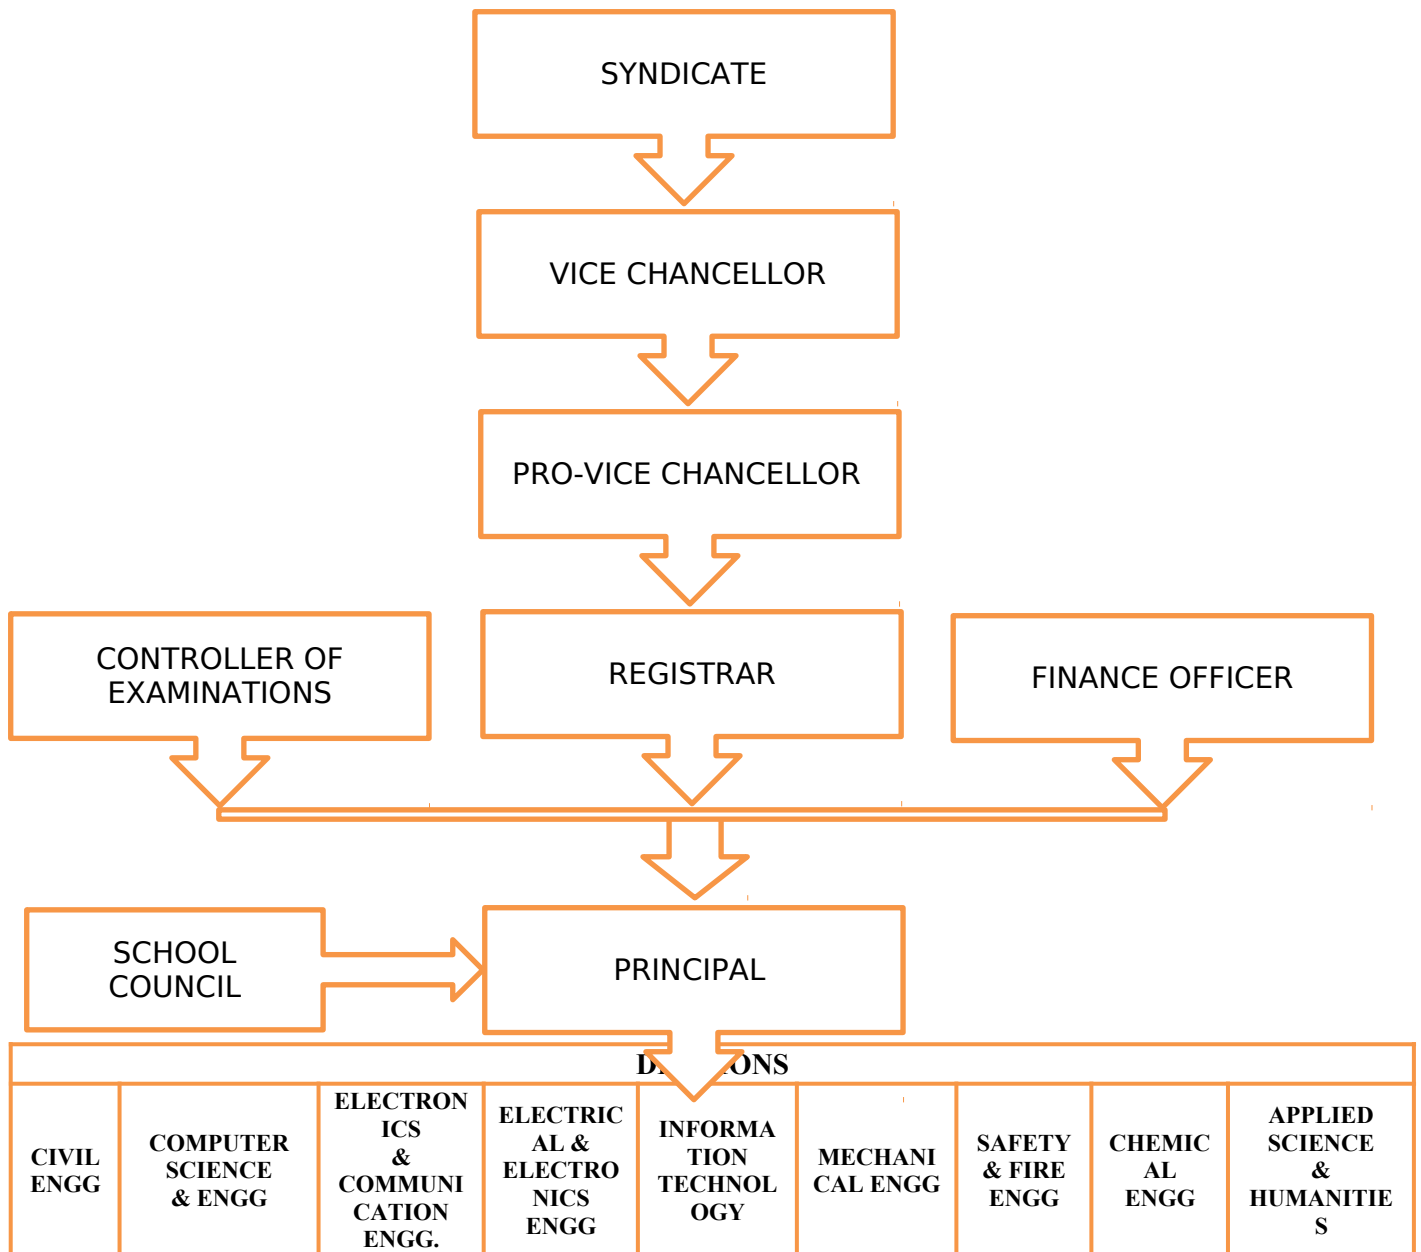 SYNDICATE
VICE CHANCELLOR
PRO-VICE CHANCELLOR
CONTROLLER OF
EXAMINATIONS
REGISTRAR
FINANCE OFFICER
SCHOOL
COUNCIL
PRINCIPAL
CIVIL
ENGG
COMPUTER
SCIENCE
& ENGG
ELECTRON
ICS
&
COMMUNI
CATION
ENGG.
ELECTRIC
AL &
ELECTRO
NICS
ENGG
INFORMA
TION
TECHNOL
OGY
MECHANI
CAL ENGG
SAFETY
& FIRE
ENGG
CHEMIC
AL
ENGG
APPLIED
SCIENCE
&
HUMANITIE
S